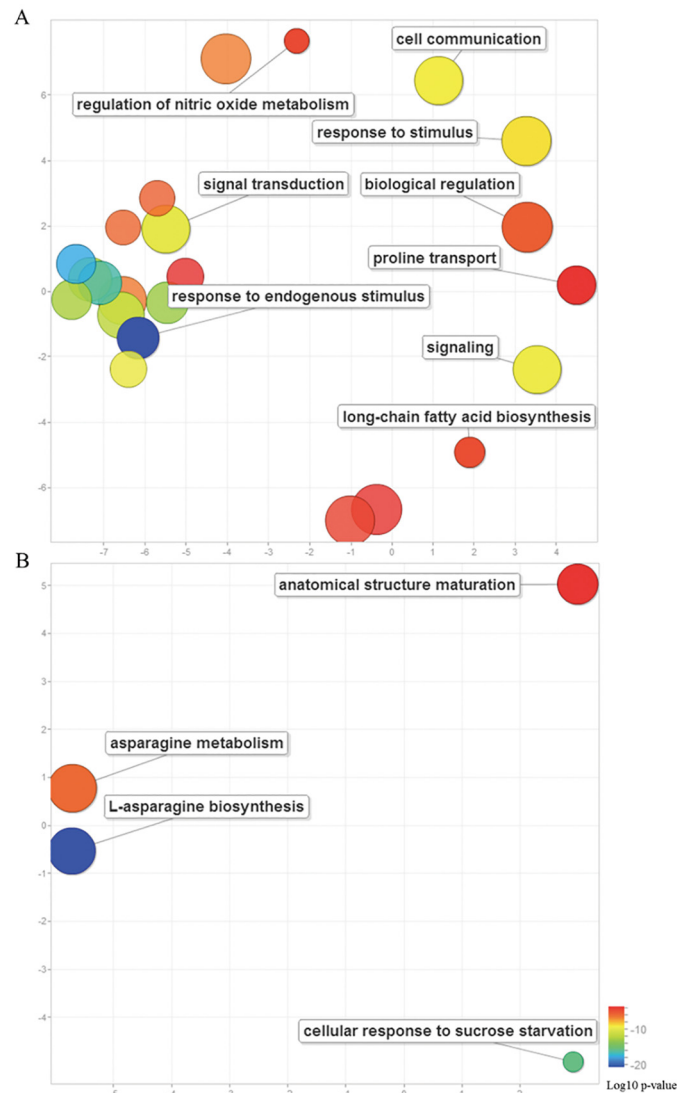 A
cell communication
regulation of nitric oxide metabolism
response to stimulus
signal transduction
biological regulation
proline transport
response to endogenous stimulus
signaling
long-chain fatty acid biosynthesis
6
4
2
0
-2
-4
-6
-7 -6 -5 -4 -3 -2 -1 0 1 2 3 4
B
anatomical structure maturation
asparagine metabolism
L-asparagine biosynthesis
cellular response to sucrose starvation
5
4
3
2
1
0
-1
-2
-3
-4
-10
-20
Log10 p-value